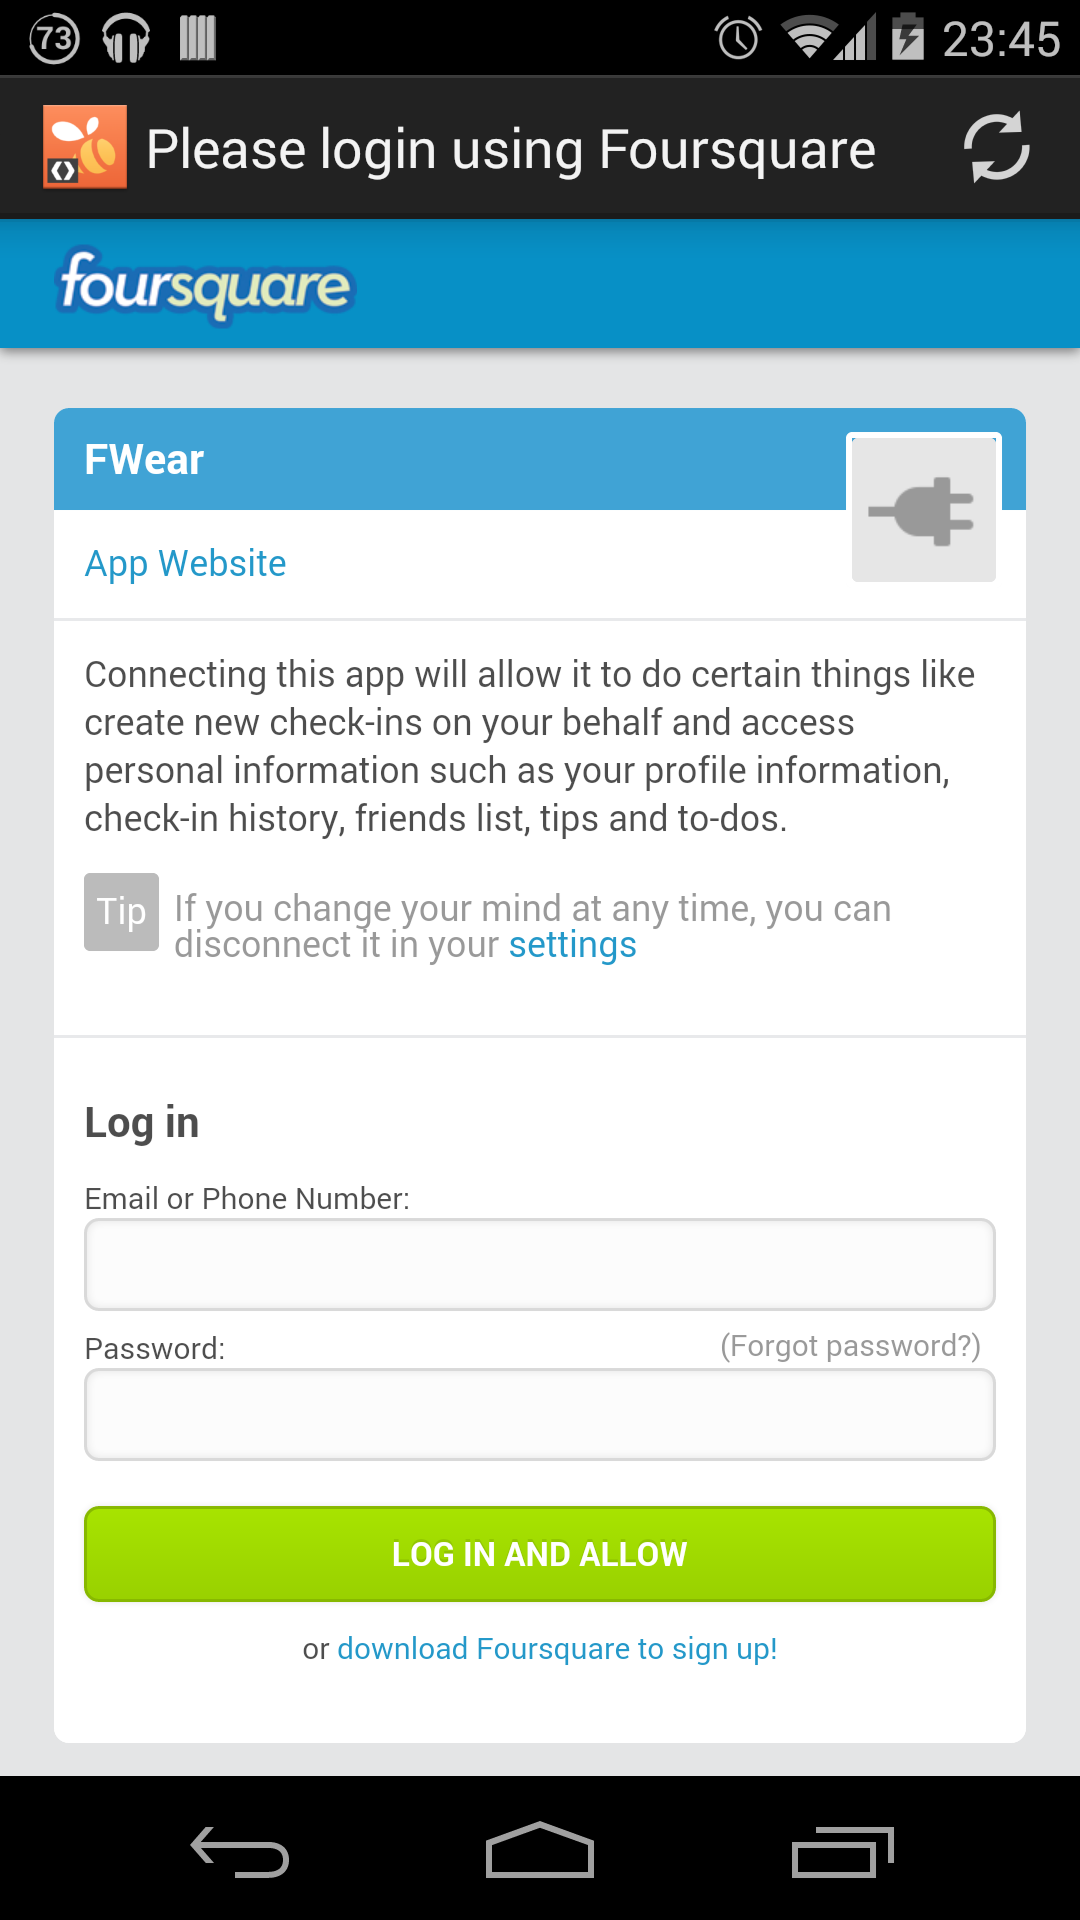 73
23:45
Please login using Foursquare
foursquare
FWear
App Website
Connecting this app will allow it to do certain things like
create new check-ins on your behalf and access
personal information such as your profile information,
check-in history, friends list, tips and to-dos.
Tip
If you change your mind at any time, you can
disconnect it in your settings
Log in
Email or Phone Number:
Password:
(Forgot password?)
LOG IN AND ALLOW
or download Foursquare to sign up!